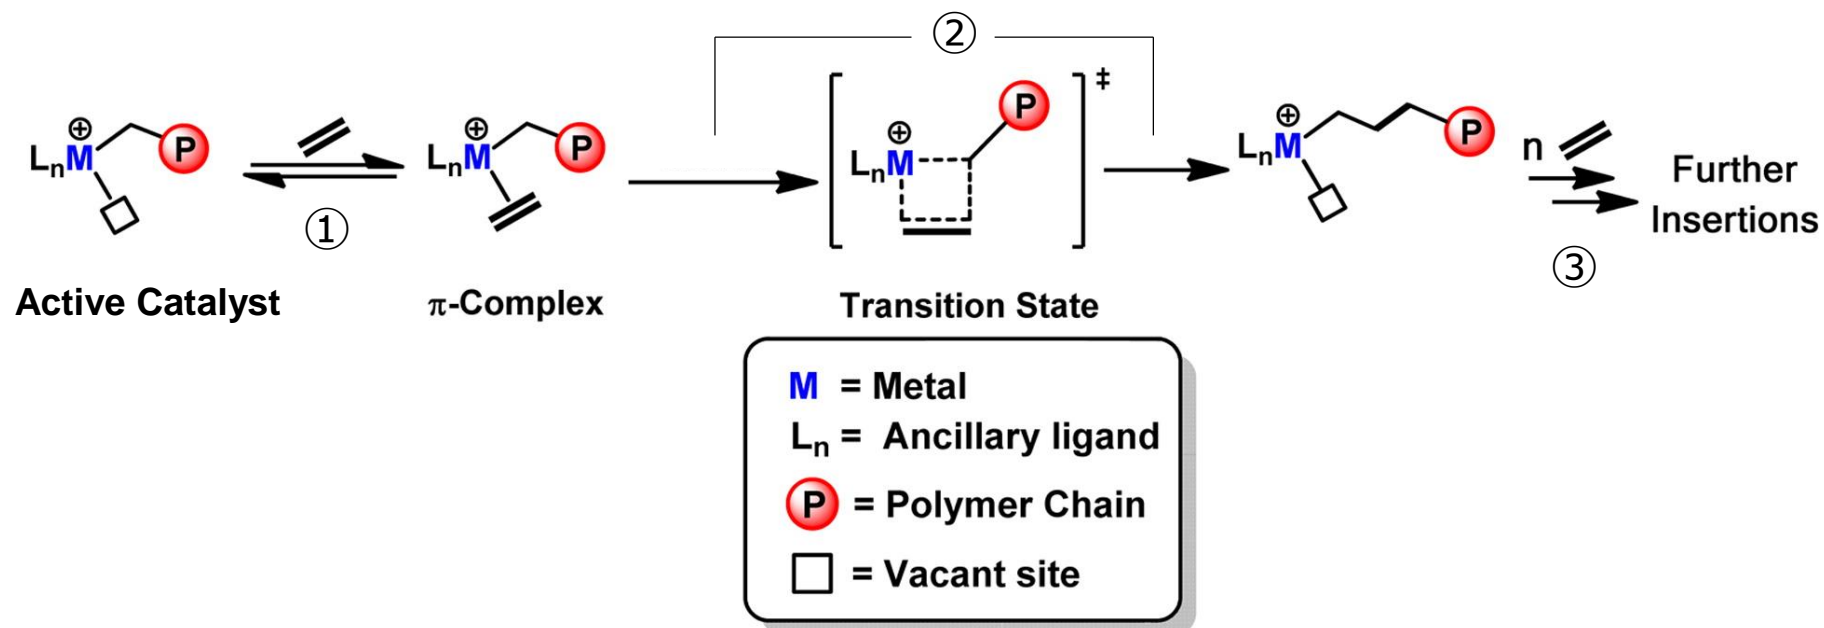 ②
‡
⊕ ⊕ ⊕ ⊕
LnM P LnM P LnM P LnM P n Further
Insertions
① ③
Active Catalyst π-Complex Transition State
M = Metal
Ln = Ancillary ligand
P = Polymer Chain
= Vacant site